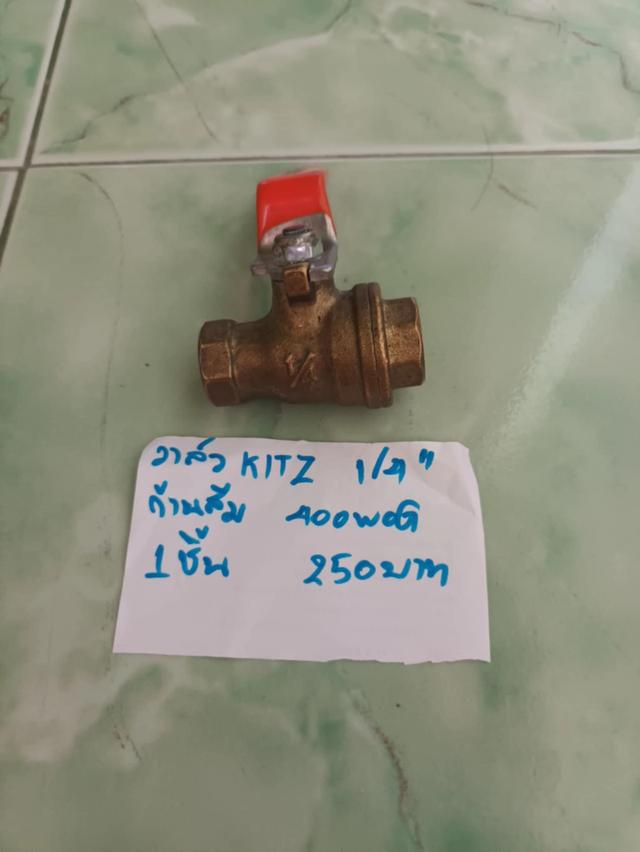 1/4
วาล์ว KITZ 1/4"
ก้านส้ม 400WOG
1 ชิ้น 250บาท